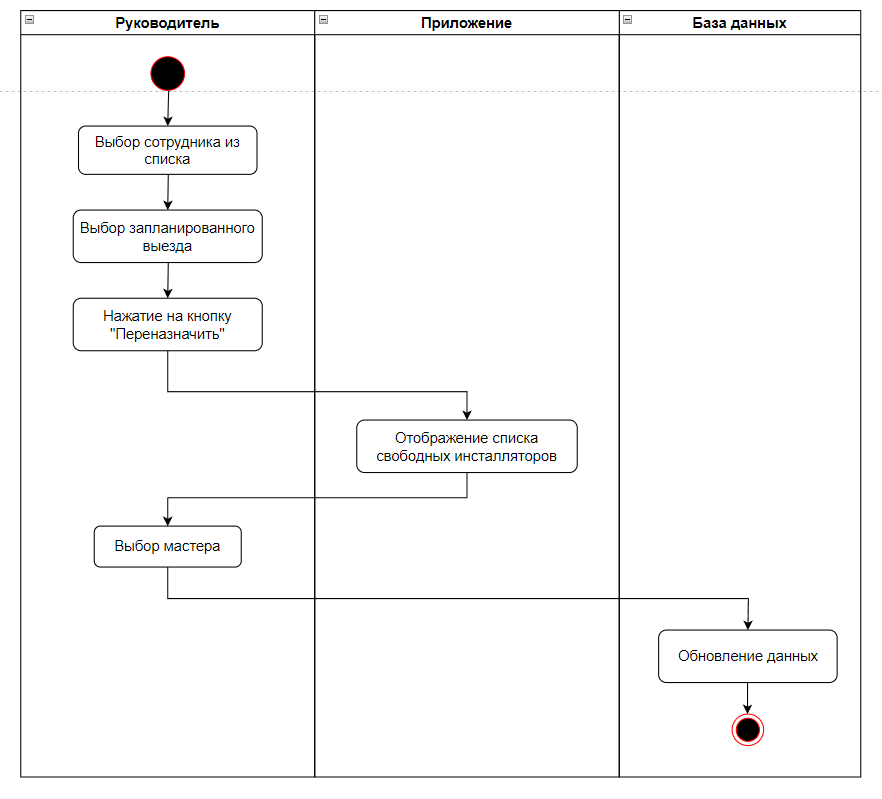 Руководитель
Приложение
База данных
Выбор сотрудника из
списка
Выбор запланированного
выезда
Нажатие на кнопку
"Переназначить"
Отображение списка
свободных инсталляторов
Выбор мастера
Обновление данных